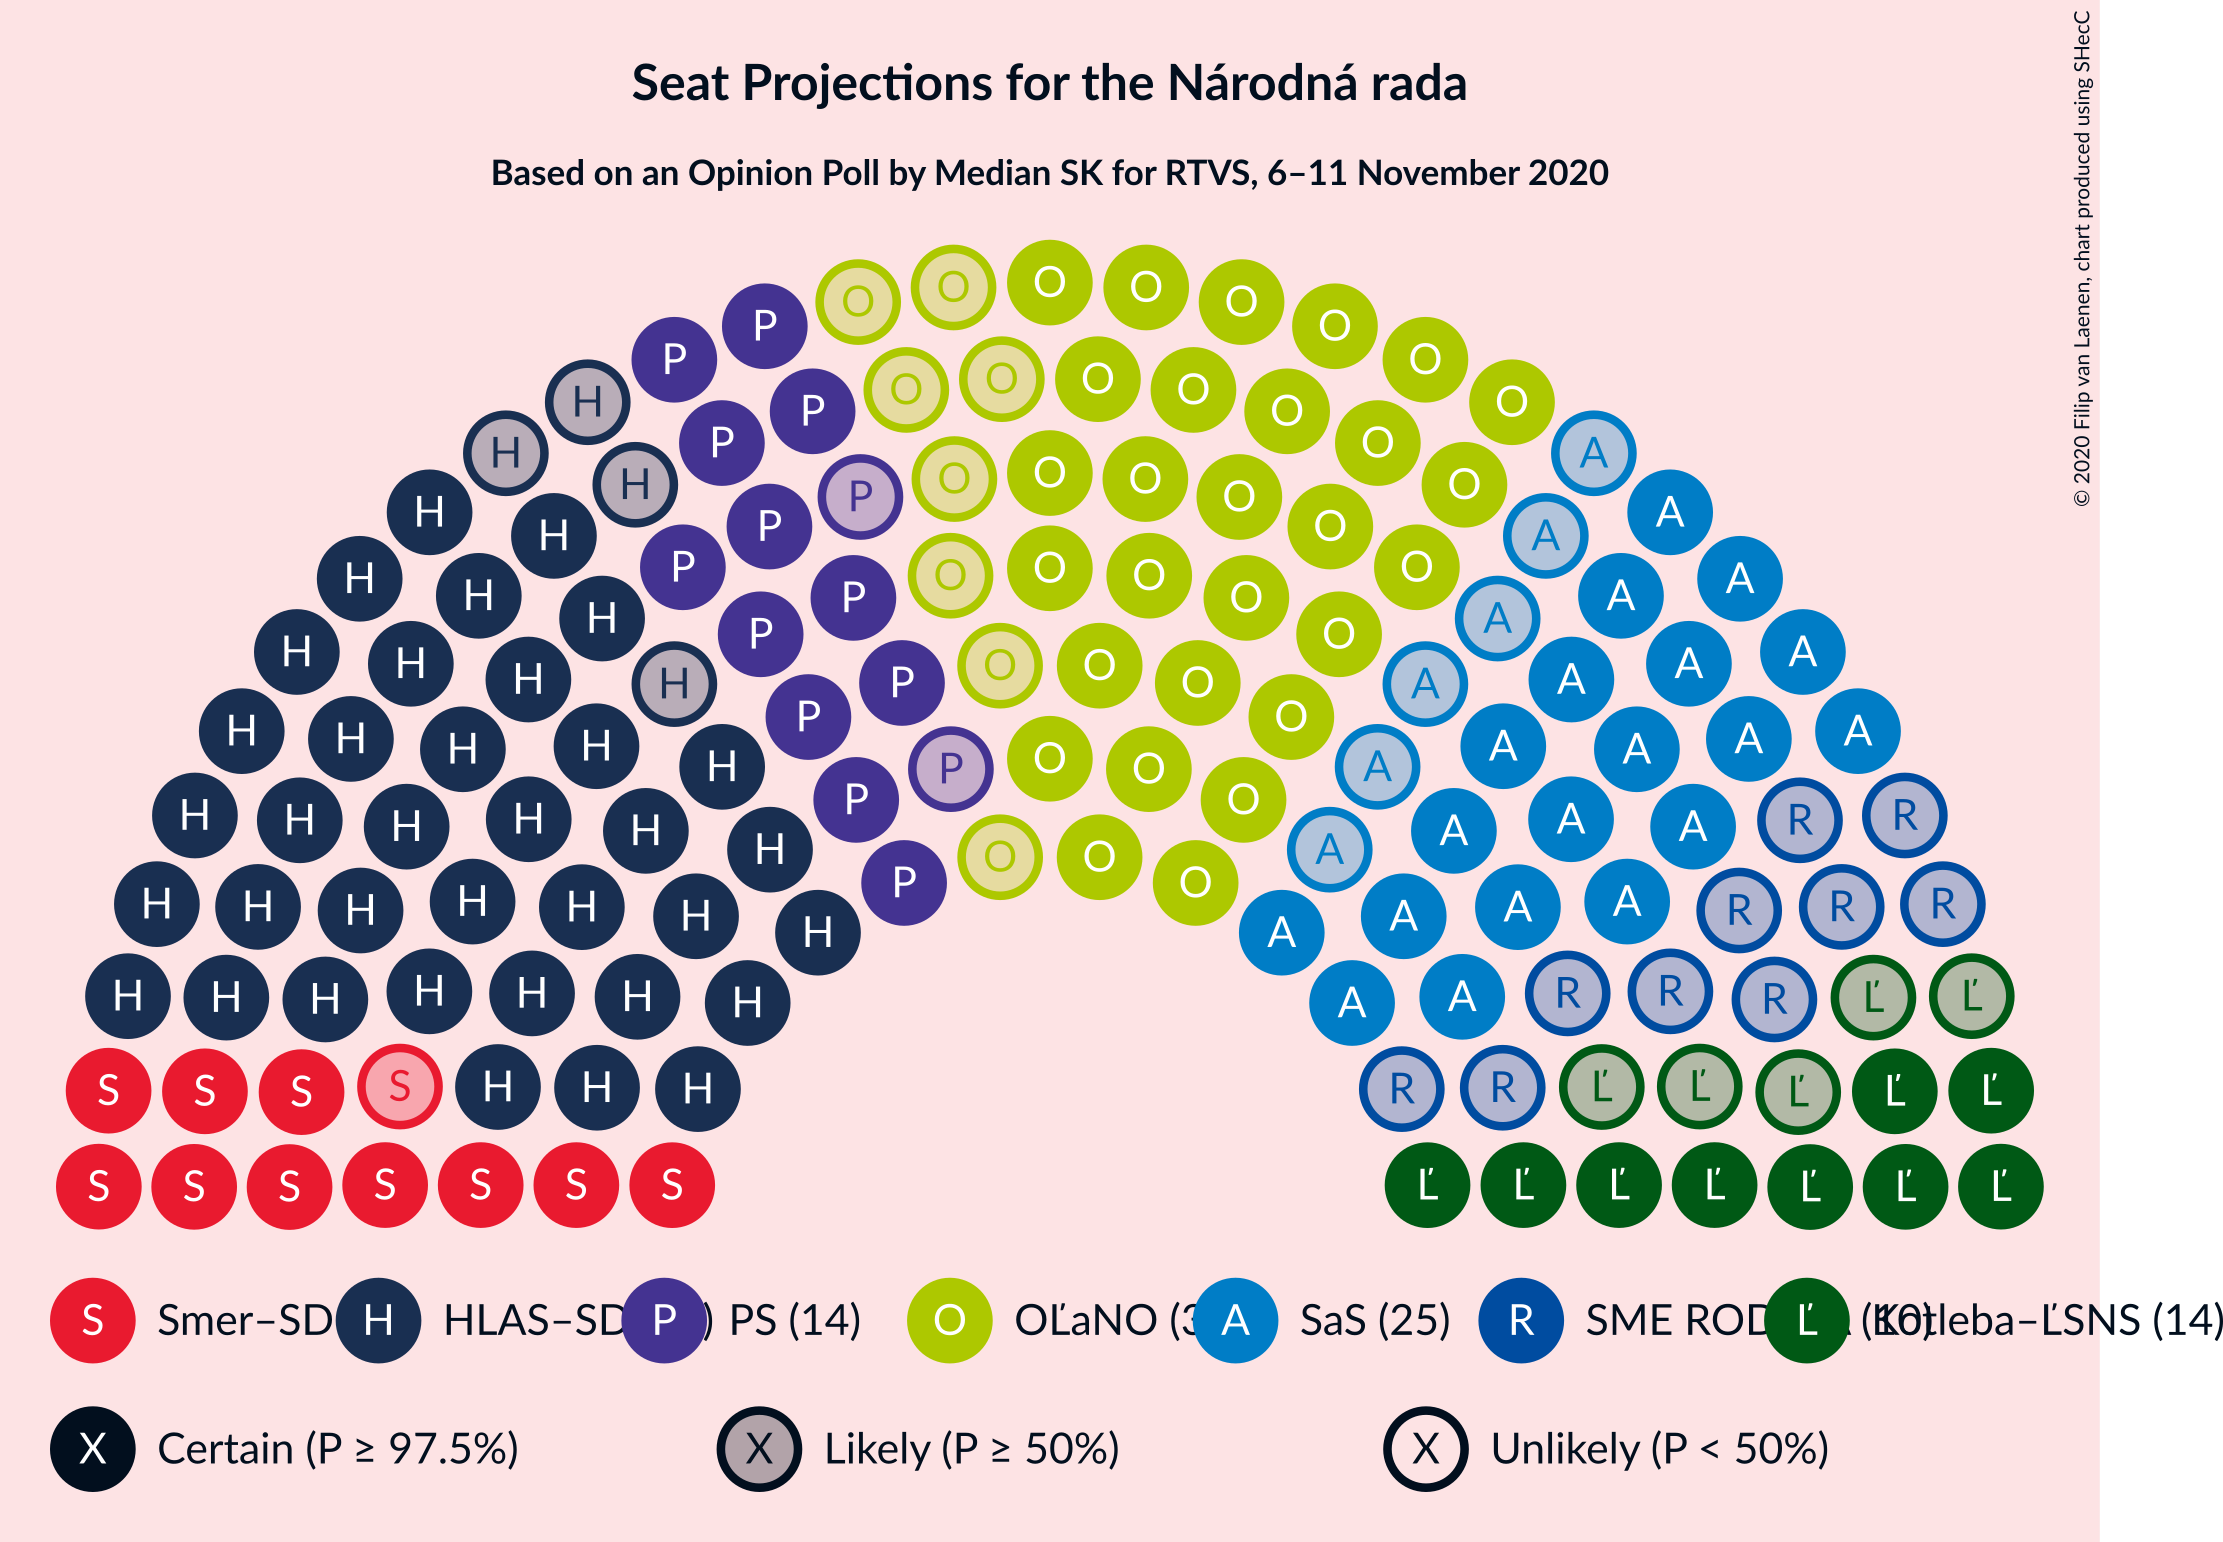 Seat Projections for the Národná rada
Based on an Opinion Poll by Median SK for RTVS, 6–11 November 2020
© 2020 Filip van Laenen, chart produced using SHecC
O O O O O O O O
P P O O O O O O O
H H P P O O O O O O A
H H P P P O O O O O O A A
H H H P P O O O O O A A A
H H H H P P O O O O A A A A
H H H H H P P O O O O A A A A A
H H H H H H P O O O A A A A R R
H H H H H H H P O O A A A A R R R
H H H H H H H A A R R R Ľ Ľ
S S S S H H H R R Ľ Ľ Ľ Ľ Ľ
S S S S S S S Ľ Ľ Ľ Ľ Ľ Ľ Ľ
S Smer–SD H HLAS–SD P ) PS (14) O OĽaNO (3 A SaS (25) R SME ROD Ľ Kotleba–ĽSNS (14)
X Certain (P ≥ 97.5%) X Likely (P ≥ 50%) X Unlikely (P < 50%)